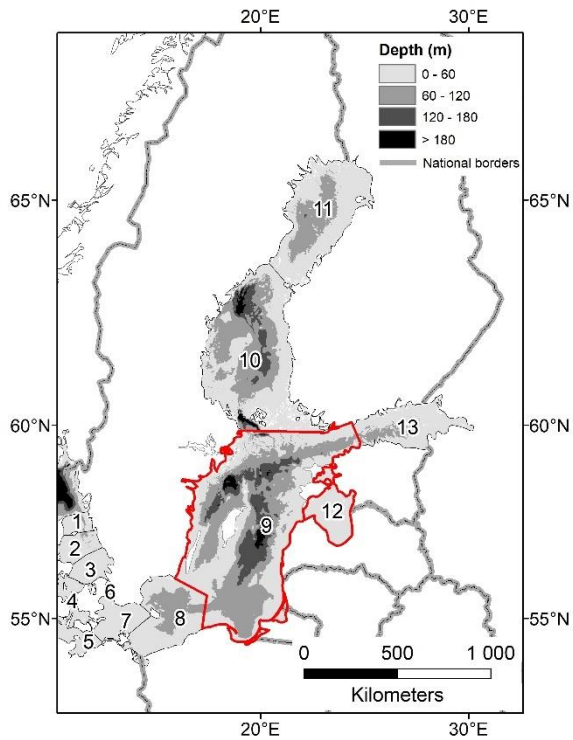 20°E 30°E
Depth (m)
0 - 60
60 - 120
120 - 180
> 180
National borders
65°N 65°N
11
10
60°N 60°N
13
1
9
12
2
3
4 6
7 8
55°N 55°N
5
0 500 1 000
Kilometers
20°E 30°E